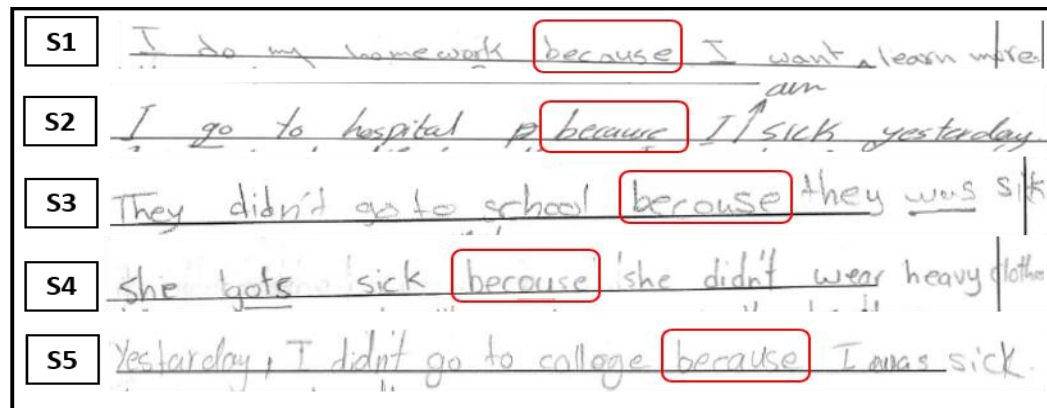 S1 I do my homework because I want learn more.
am
S2 I go to hospital because I sick yesterday.
S3 They didn't go to school becouse they was sick
S4 she gots sick becouse she didn't wear heavy clothe
S5 Yestarday, I didn't go to calloge because I was sick.